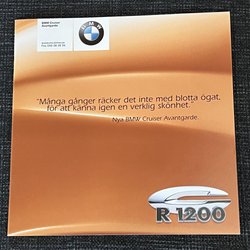 BMW Cruiser
Avantgarde
BMW
"Många gånger räcker det inte med blotta ögat,
för att känna igen en verklig skönhet."
Nya BMW Cruiser Avantgarde.
R 1200